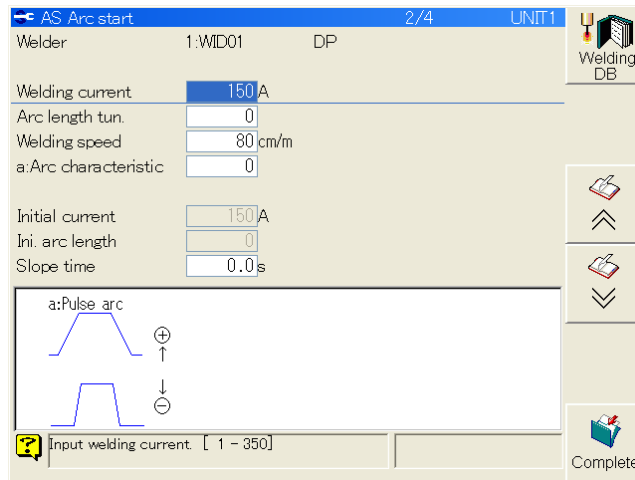 AS Arc start 2/4 UNIT1
Welder 1:WID01 DP
Welding DB
Welding current 150 A
Arc length tun. 0
Welding speed 80 cm/m
a:Arc characteristic 0
Initial current 150 A
Ini. arc length 0
Slope time 0.0 s
a:Pulse arc
+
↑
↓
−
Input welding current. [ 1 - 350]
Complete